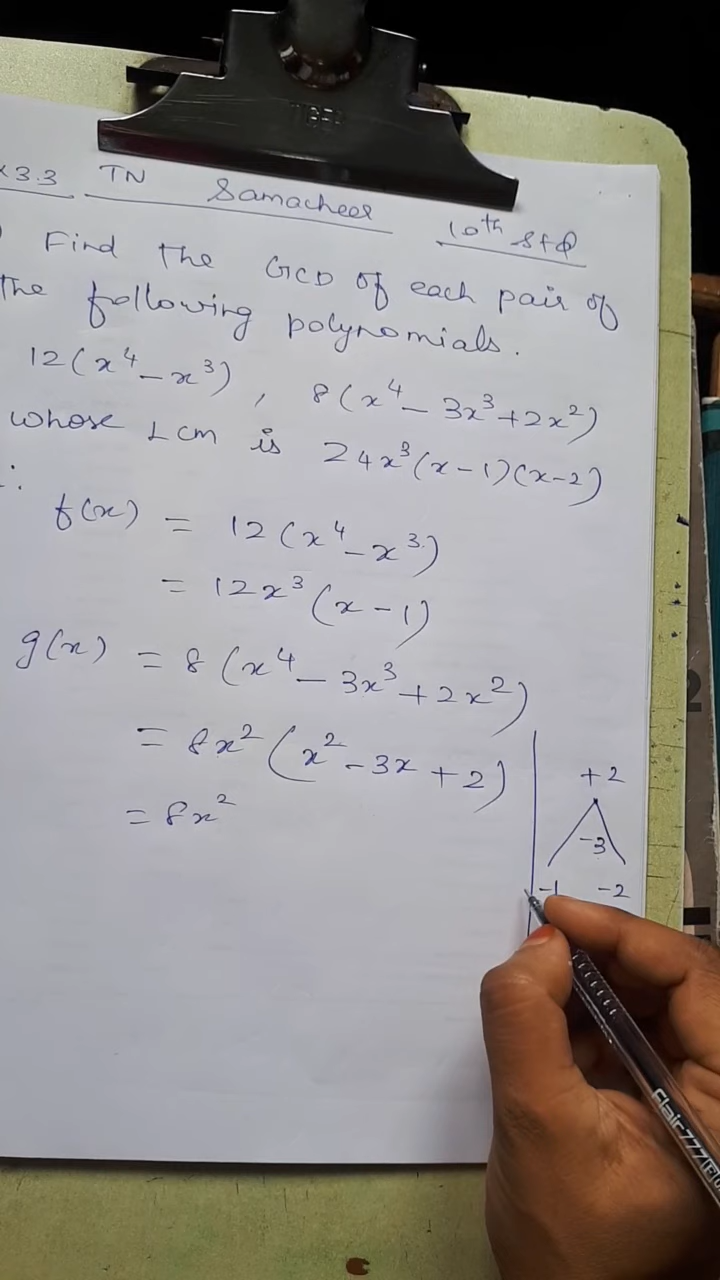 x 3.3 TN Samacheer 10th Std
Find the GCD of each pair of
the following polynomials.
12(x⁴ - x³) , 8(x⁴ - 3x³ + 2x²)
whose LCM is 24x³(x-1)(x-2)
: f(x) = 12(x⁴ - x³)
= 12x³(x-1)
g(x) = 8(x⁴ - 3x³ + 2x²)
= 8x²(x² - 3x + 2)
= 8x²
+2
-3
-1 -2
Clair777